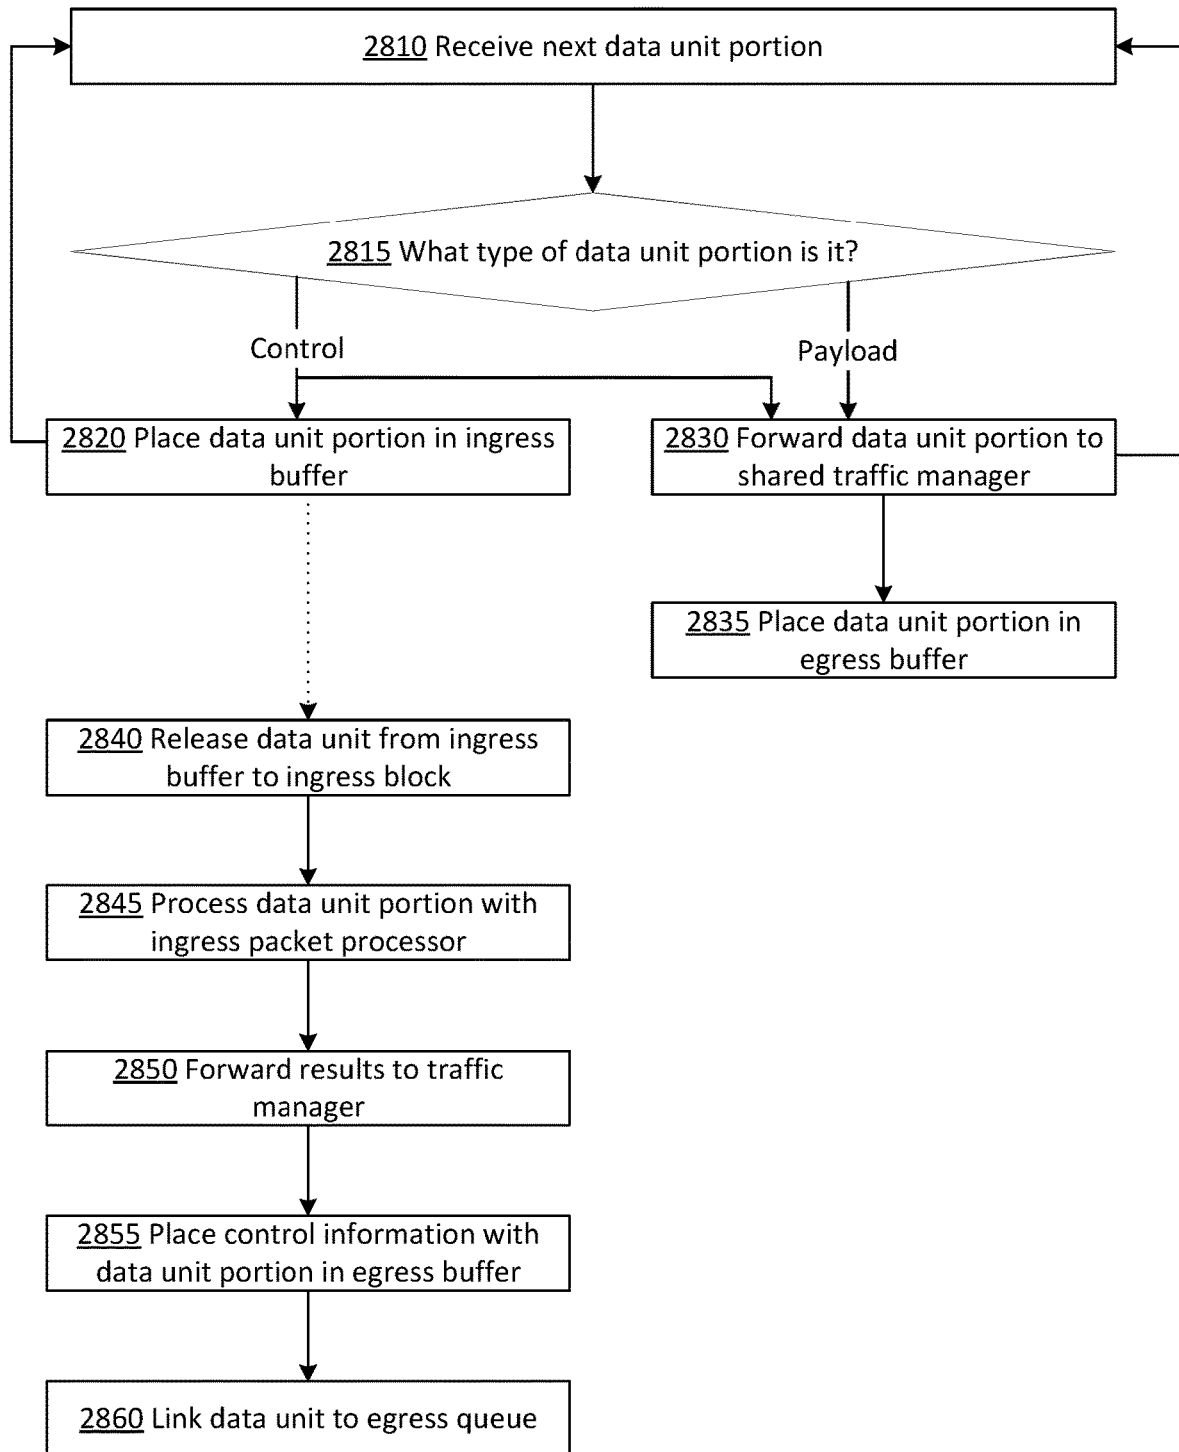 2810 Receive next data unit portion
2815 What type of data unit portion is it?
Control
Payload
2820 Place data unit portion in ingress
buffer
2830 Forward data unit portion to
shared traffic manager
2835 Place data unit portion in
egress buffer
2840 Release data unit from ingress
buffer to ingress block
2845 Process data unit portion with
ingress packet processor
2850 Forward results to traffic
manager
2855 Place control information with
data unit portion in egress buffer
2860 Link data unit to egress queue